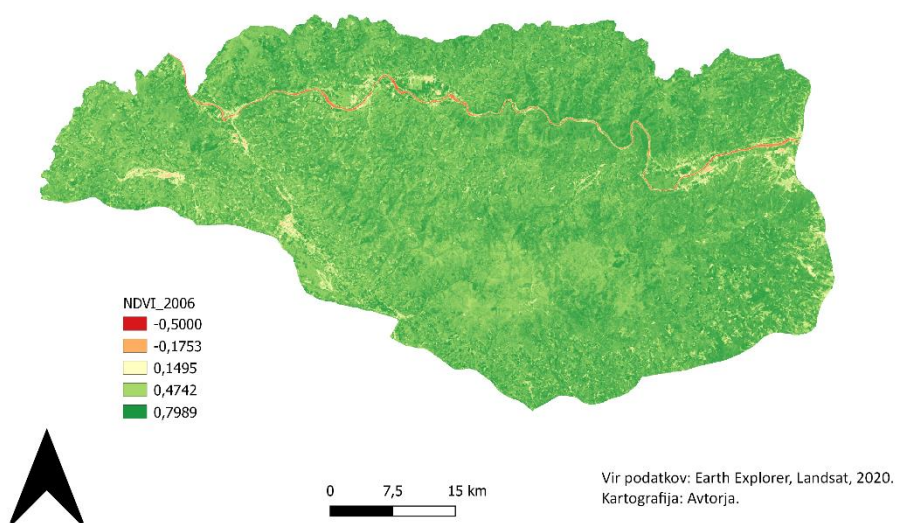 NDVI_2006
-0,5000
-0,1753
0,1495
0,4742
0,7989
0 7,5 15 km
Vir podatkov: Earth Explorer, Landsat, 2020.
Kartografija: Avtorja.